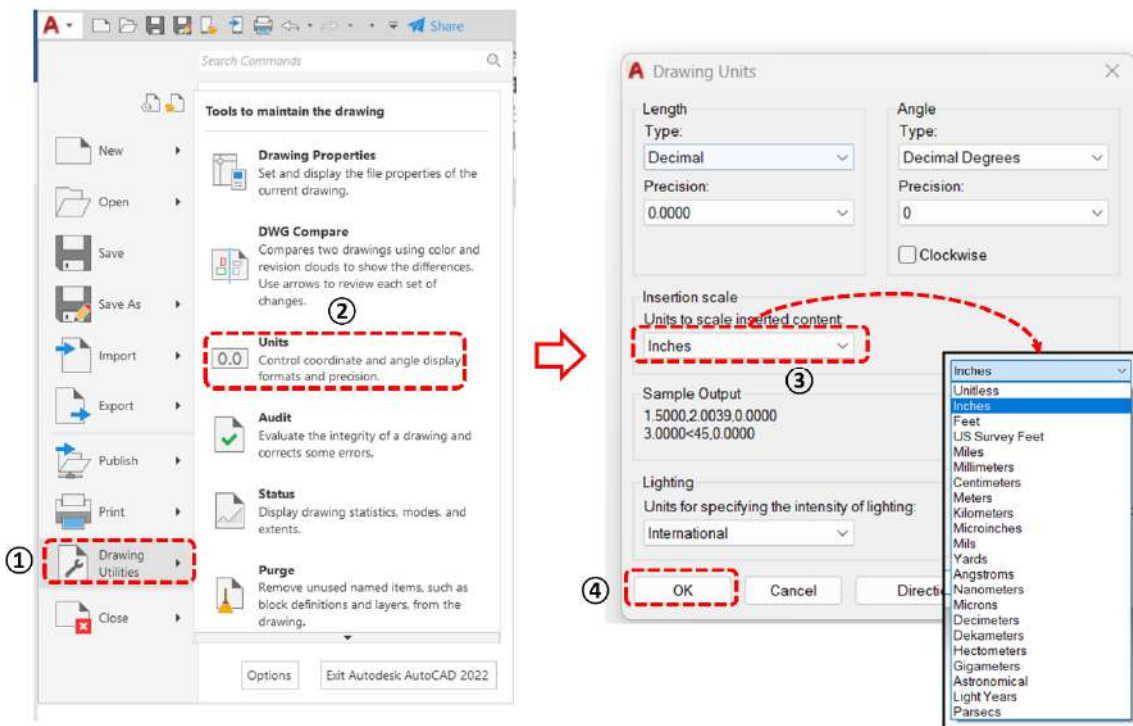 A
Share
Search Commands
Tools to maintain the drawing
New
Open
Save
Save As
Import
Export
Publish
Print
①
Drawing
Utilities
Close
Drawing Properties
Set and display the file properties of the
current drawing.
DWG Compare
Compares two drawings using color and
revision clouds to show the differences.
Use arrows to review each set of
changes.
②
0.0
Units
Control coordinate and angle display
formats and precision.
Audit
Evaluate the integrity of a drawing and
corrects some errors.
Status
Display drawing statistics, modes, and
extents.
Purge
Remove unused named items, such as
block definitions and layers, from the
drawing.
Options
Exit Autodesk AutoCAD 2022
A Drawing Units
Length
Type:
Decimal
Precision:
0.0000
Angle
Type:
Decimal Degrees
Precision:
0
Clockwise
Insertion scale
Units to scale inserted content:
Inches
③
Sample Output
1.5000,2.0039,0.0000
3.0000<45,0.0000
Lighting
Units for specifying the intensity of lighting:
International
④
OK
Cancel
Directi
Inches
Unitless
Inches
Feet
US Survey Feet
Miles
Millimeters
Centimeters
Meters
Kilometers
Microinches
Mils
Yards
Angstroms
Nanometers
Microns
Decimeters
Dekameters
Hectometers
Gigameters
Astronomical
Light Years
Parsecs